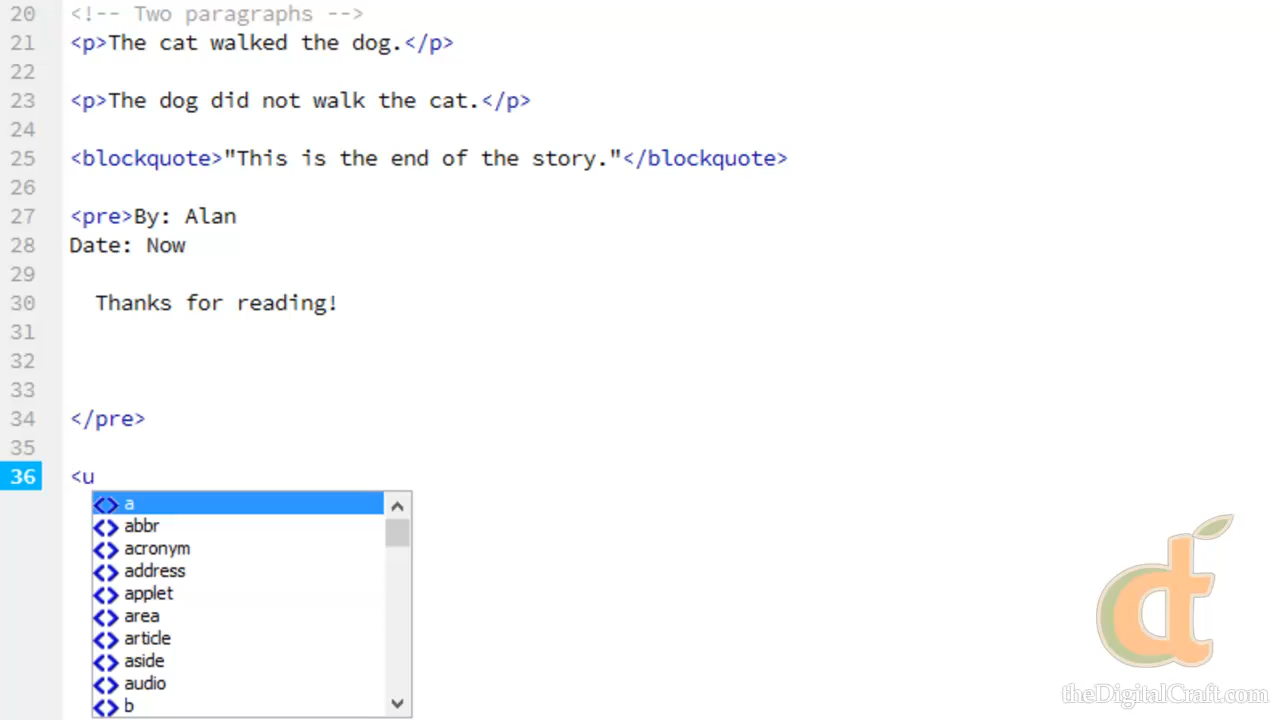 20 <!-- Two paragraphs -->
21 <p>The cat walked the dog.</p>
22
23 <p>The dog did not walk the cat.</p>
24
25 <blockquote>"This is the end of the story."</blockquote>
26
27 <pre>By: Alan
28 Date: Now
29
30 Thanks for reading!
31
32
33
34 </pre>
35
36 <u
<> a
<> abbr
<> acronym
<> address
<> applet
<> area
<> article
<> aside
<> audio
<> b
dt
theDigitalCraft.com